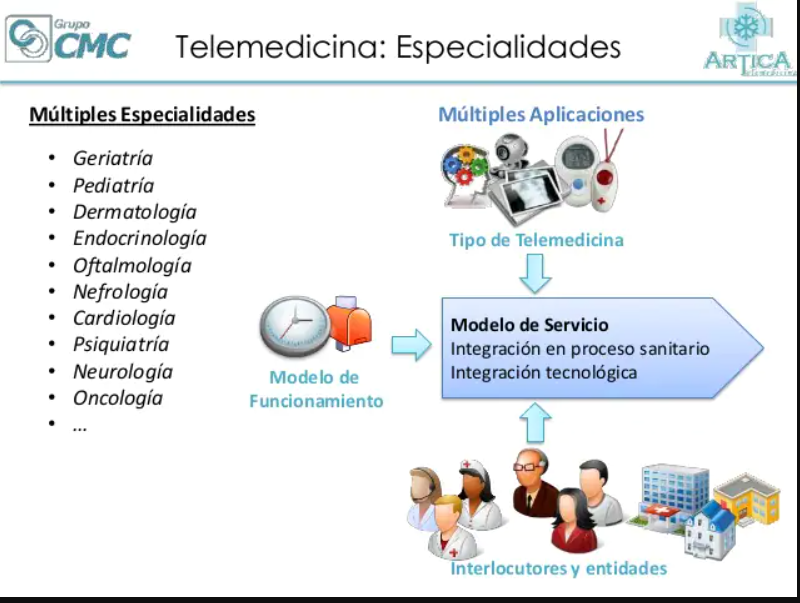 Grupo
CMC
Telemedicina: Especialidades
ARTICA
Múltiples Especialidades
• Geriatría
• Pediatría
• Dermatología
• Endocrinología
• Oftalmología
• Nefrología
• Cardiología
• Psiquiatría
• Neurología
• Oncología
• ...
Múltiples Aplicaciones
Tipo de Telemedicina
Modelo de
Funcionamiento
Modelo de Servicio
Integración en proceso sanitario
Integración tecnológica
Interlocutores y entidades